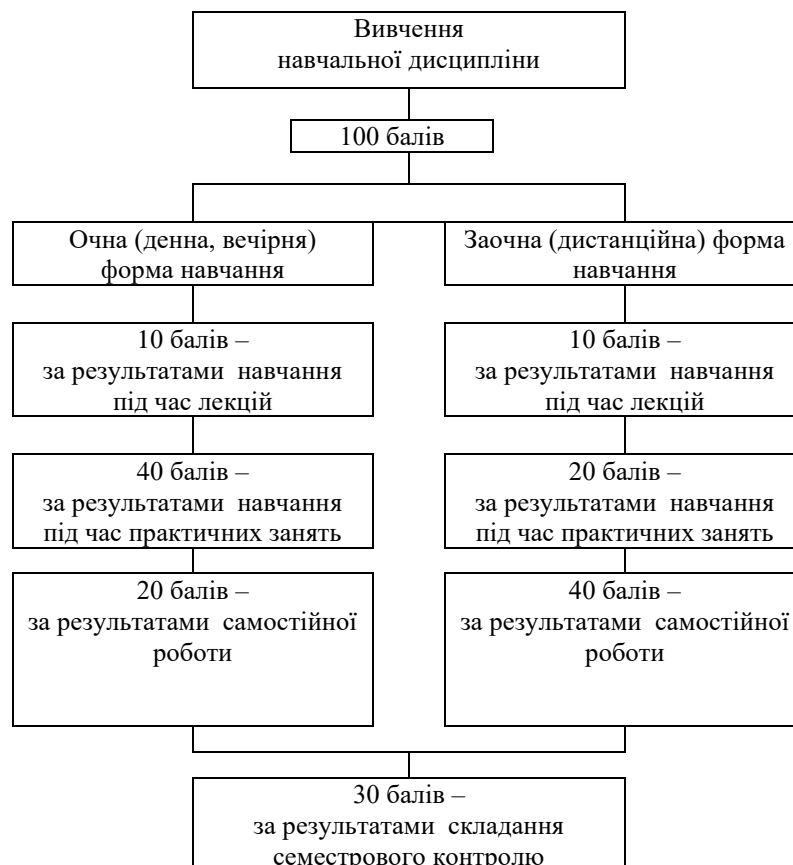 Вивчення
навчальної дисципліни
100 балів
Очна (денна, вечірня)
форма навчання
Заочна (дистанційна) форма
навчання
10 балів –
за результатами навчання
під час лекцій
10 балів –
за результатами навчання
під час лекцій
40 балів –
за результатами навчання
під час практичних занять
20 балів –
за результатами навчання
під час практичних занять
20 балів –
за результатами самостійної
роботи
40 балів –
за результатами самостійної
роботи
30 балів –
за результатами складання
семестрового контролю